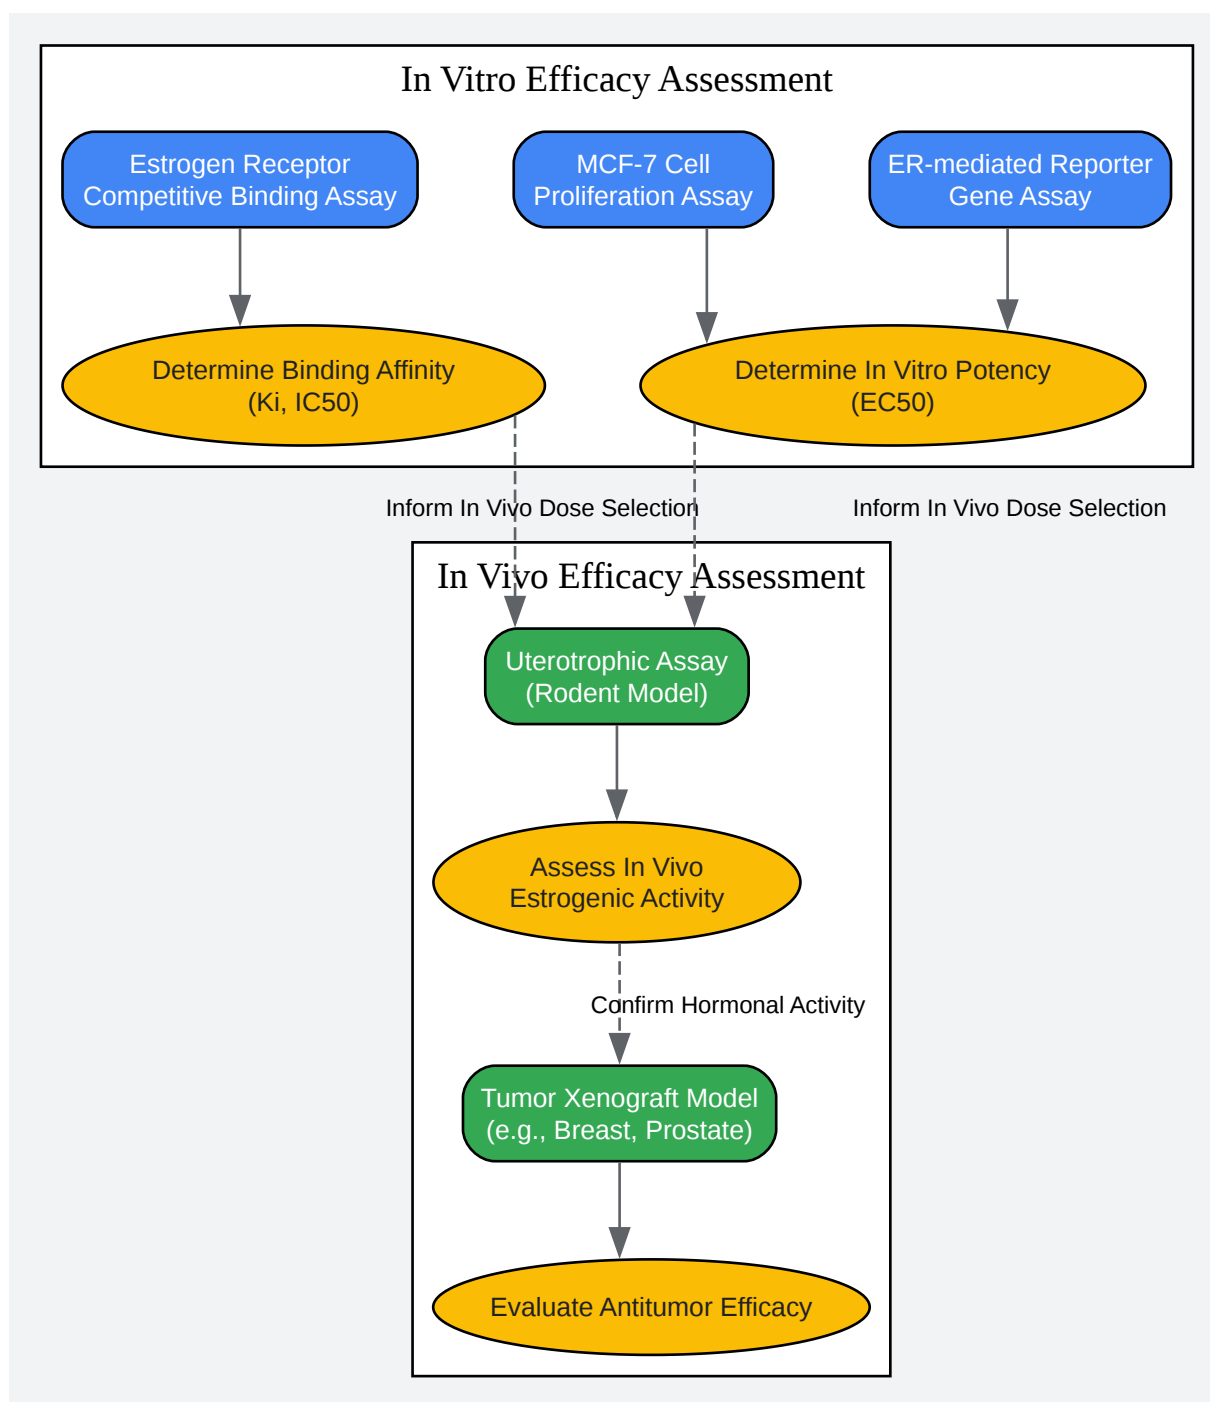 In Vitro Efficacy Assessment
Estrogen Receptor
Competitive Binding Assay
MCF-7 Cell
Proliferation Assay
ER-mediated Reporter
Gene Assay
Determine Binding Affinity
(Ki, IC50)
Determine In Vitro Potency
(EC50)
Inform In Vivo Dose Selection
Inform In Vivo Dose Selection
In Vivo Efficacy Assessment
Uterotrophic Assay
(Rodent Model)
Assess In Vivo
Estrogenic Activity
Confirm Hormonal Activity
Tumor Xenograft Model
(e.g., Breast, Prostate)
Evaluate Antitumor Efficacy